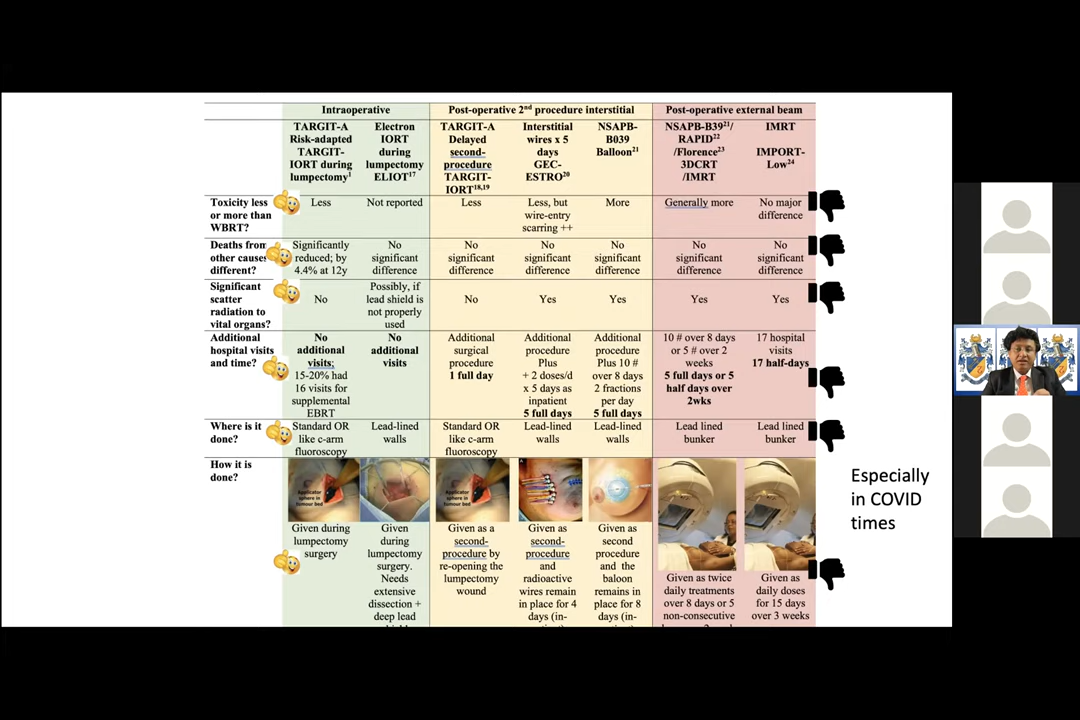 Intraoperative
Post-operative 2nd procedure interstitial
Post-operative external beam
TARGIT-A
Risk-adapted
TARGIT-
IORT during
lumpectomy1
Electron
IORT
during
lumpectomy
ELIOT17
TARGIT-A
Delayed
second-
procedure
TARGIT-
IORT18,19
Interstitial
wires x 5
days
GEC-
ESTRO20
NSAPB-
B039
Balloon21
NSAPB-B3921/
RAPID22
/Florence23
3DCRT
/IMRT
IMRT
IMPORT-
Low24
Toxicity less
or more than
WBRT?
Less
Not reported
Less
Less, but
wire-entry
scarring ++
More
Generally more
No major
difference
Deaths from
other causes
different?
Significantly
reduced; by
4.4% at 12y
No
significant
difference
No
significant
difference
No
significant
difference
No
significant
difference
No
significant
difference
No
significant
difference
Significant
scatter
radiation to
vital organs?
No
Possibly, if
lead shield is
not properly
used
No
Yes
Yes
Yes
Yes
Additional
hospital visits
and time?
No
additional
visits;
15-20% had
16 visits for
supplemental
EBRT
No
additional
visits
Additional
surgical
procedure
1 full day
Additional
procedure
Plus
+ 2 doses/d
x 5 days as
inpatient
5 full days
Additional
procedure
Plus 10 #
over 8 days
2 fractions
per day
5 full days
10 # over 8 days
or 5 # over 2
weeks
5 full days or 5
half days over
2wks
17 hospital
visits
17 half-days
Where is it
done?
Standard OR
like c-arm
fluoroscopy
Lead-lined
walls
Standard OR
like c-arm
fluoroscopy
Lead-lined
walls
Lead-lined
walls
Lead lined
bunker
Lead lined
bunker
How it is
done?
Applicator
sphere in
tumour bed
Applicator
sphere in
tumour bed
A
Given during
lumpectomy
surgery
Given
during
lumpectomy
surgery.
Needs
extensive
dissection +
deep lead
Given as a
second-
procedure by
re-opening the
lumpectomy
wound
Given as
second-
procedure
and
radioactive
wires remain
in place for 4
days (in-
Given as
second
procedure
and the
baloon
remains in
place for 8
days (in-
Given as twice
daily treatments
over 8 days or 5
non-consecutive
Given as
daily doses
for 15 days
over 3 weeks
Especially
in COVID
times